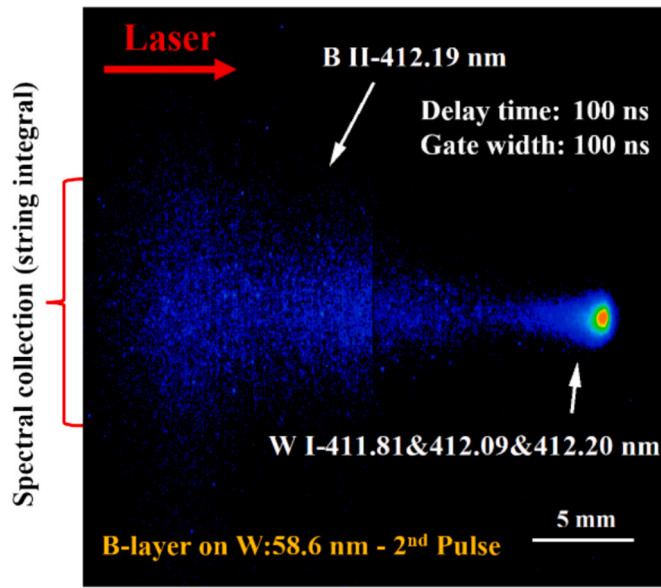 Laser
B II-412.19 nm
Delay time: 100 ns
Gate width: 100 ns
Spectral collection (string integral)
W I-411.81&412.09&412.20 nm
5 mm
B-layer on W:58.6 nm - 2nd Pulse